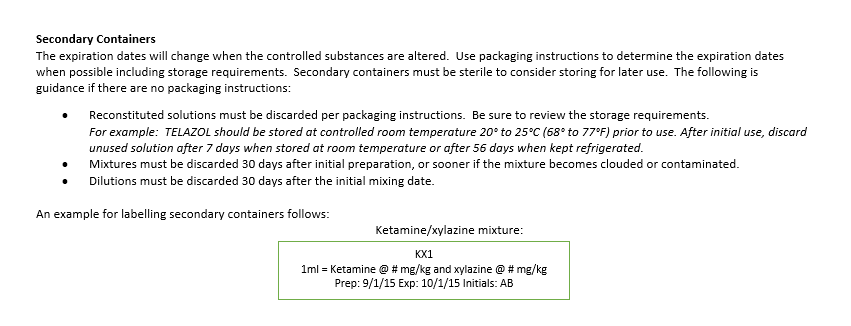 Secondary Containers
The expiration dates will change when the controlled substances are altered.  Use packaging instructions to determine the expiration dates
when possible including storage requirements.  Secondary containers must be sterile to consider storing for later use.  The following is
guidance if there are no packaging instructions:
• Reconstituted solutions must be discarded per packaging instructions.  Be sure to review the storage requirements.
For example:  TELAZOL should be stored at controlled room temperature 20° to 25°C (68° to 77°F) prior to use. After initial use, discard
unused solution after 7 days when stored at room temperature or after 56 days when kept refrigerated.
• Mixtures must be discarded 30 days after initial preparation, or sooner if the mixture becomes clouded or contaminated.
• Dilutions must be discarded 30 days after the initial mixing date.
An example for labelling secondary containers follows:
Ketamine/xylazine mixture:
KX1
1ml = Ketamine @ # mg/kg and xylazine @ # mg/kg
Prep: 9/1/15 Exp: 10/1/15 Initials: AB